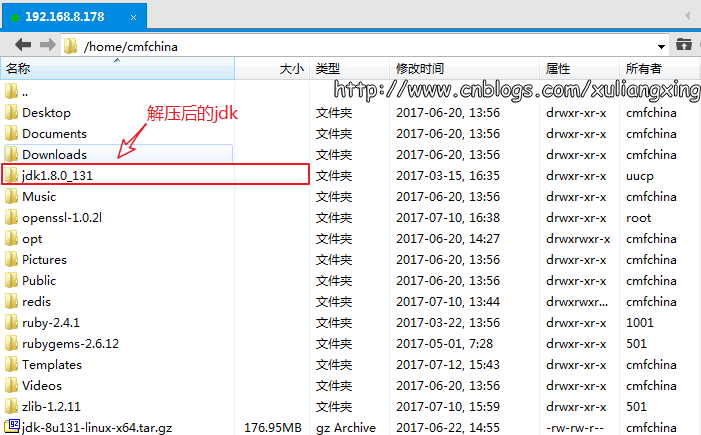 192.168.8.178 ×
/home/cmfchina
名称 大小 类型 修改时间 属性 所有者
..
http://www.cnblogs.com/xuliangxing
解压后的jdk
Desktop 文件夹 2017-06-20, 13:56 drwxr-xr-x cmfchina
Documents 文件夹 2017-06-20, 13:56 drwxr-xr-x cmfchina
Downloads 文件夹 2017-06-20, 13:56 drwxr-xr-x cmfchina
jdk1.8.0_131 文件夹 2017-03-15, 16:35 drwxr-xr-x uucp
Music 文件夹 2017-06-20, 13:56 drwxr-xr-x cmfchina
openssl-1.0.2l 文件夹 2017-07-10, 16:38 drwxr-xr-x root
opt 文件夹 2017-06-20, 14:27 drwxrwxr-x cmfchina
Pictures 文件夹 2017-06-20, 13:56 drwxr-xr-x cmfchina
Public 文件夹 2017-06-20, 13:56 drwxr-xr-x cmfchina
redis 文件夹 2017-07-10, 13:44 drwxrwxr... cmfchina
ruby-2.4.1 文件夹 2017-03-22, 13:56 drwxr-xr-x 1001
rubygems-2.6.12 文件夹 2017-05-01, 7:28 drwxr-xr-x 501
Templates 文件夹 2017-07-12, 15:43 drwxr-xr-x cmfchina
Videos 文件夹 2017-06-20, 13:56 drwxr-xr-x cmfchina
zlib-1.2.11 文件夹 2017-07-10, 15:59 drwxr-xr-x 501
jdk-8u131-linux-x64.tar.gz 176.95MB gz Archive 2017-06-22, 14:55 -rw-rw-r-- cmfchina